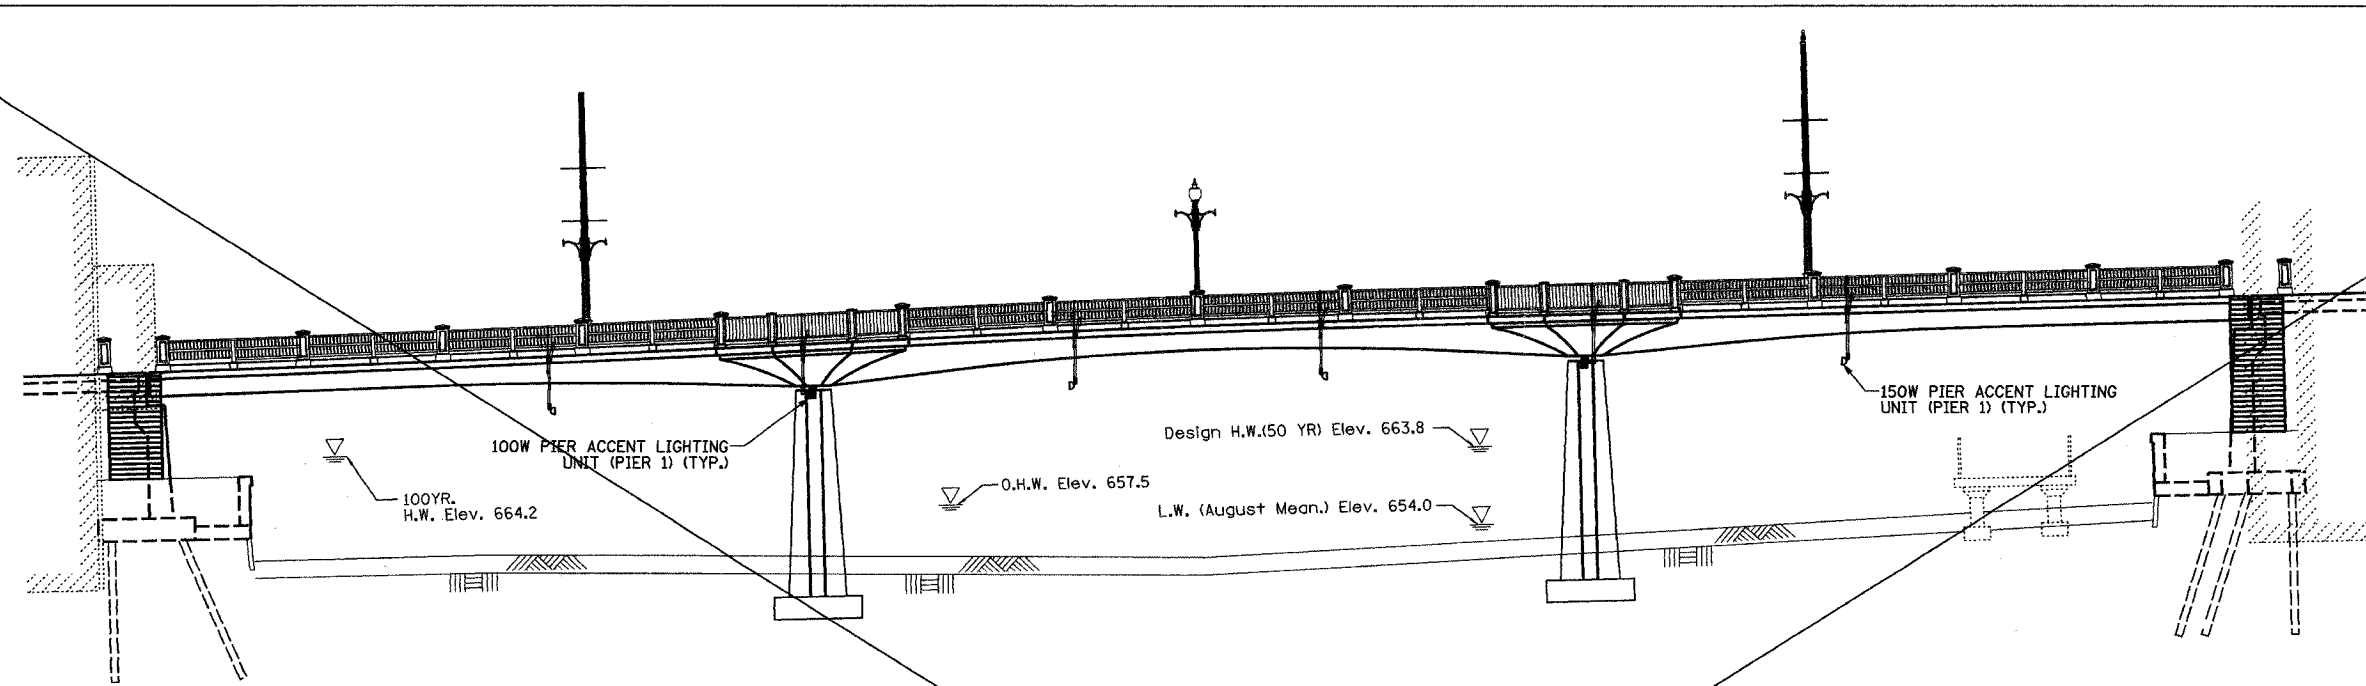 150W PIER ACCENT LIGHTING
UNIT (PIER 1) (TYP.)
100W PIER ACCENT LIGHTING
UNIT (PIER 1) (TYP.)
Design H.W.(50 YR) Elev. 663.8
O.H.W. Elev. 657.5
100YR.
H.W. Elev. 664.2
L.W. (August Mean.) Elev. 654.0